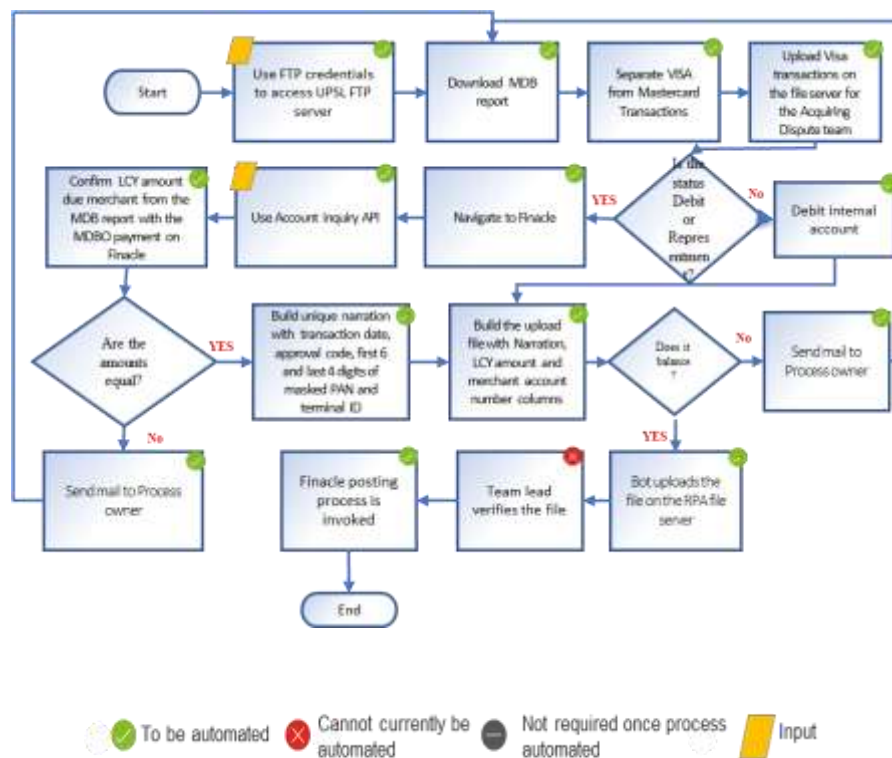 Start
Use FTP credentials
to access UPSL FTP
server
Download MDB
report
Separate VISA
from Mastercard
Transactions
Upload Visa
transactions on
the file server for
the Acquiring
Dispute team
Confirm LCY amount
due merchant from
the MDB report with the
MDBO payment on
Finacle
Use Account Inquiry API
Navigate to Finacle
YES
Is the
status
Debit
or
Repres
entmen
t?
No
Debit internal
account
Are the
amounts
equal?
YES
Build unique narration
with transaction date,
approval code, first 6
and last 4 digits of
masked PAN and
terminal ID
Build the upload
file with Narration,
LCY amount and
merchant account
number columns
Does it
balance
?
No
Send mail to
Process owner
No
YES
Send mail to Process
owner
Finacle posting
process is
invoked
Team lead
verifies the file
Bot uploads the
file on the RPA file
server
End
To be automated
Cannot currently be
automated
Not required once process
automated
Input